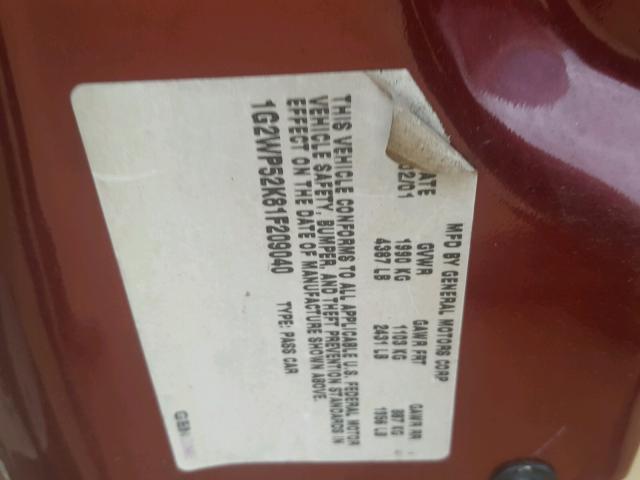 MFD BY GENERAL MOTORS CORP
ATE GVWR GAWR FRT GAWR RR
02/01 1990 KG 1103 KG 887 KG
4387 LB 2431 LB 1956 LB
THIS VEHICLE CONFORMS TO ALL APPLICABLE U.S. FEDERAL MOTOR
VEHICLE SAFETY, BUMPER, AND THEFT PREVENTION STANDARDS IN
EFFECT ON THE DATE OF MANUFACTURE SHOWN ABOVE.
1G2WP52K81F209040 TYPE: PASS CAR